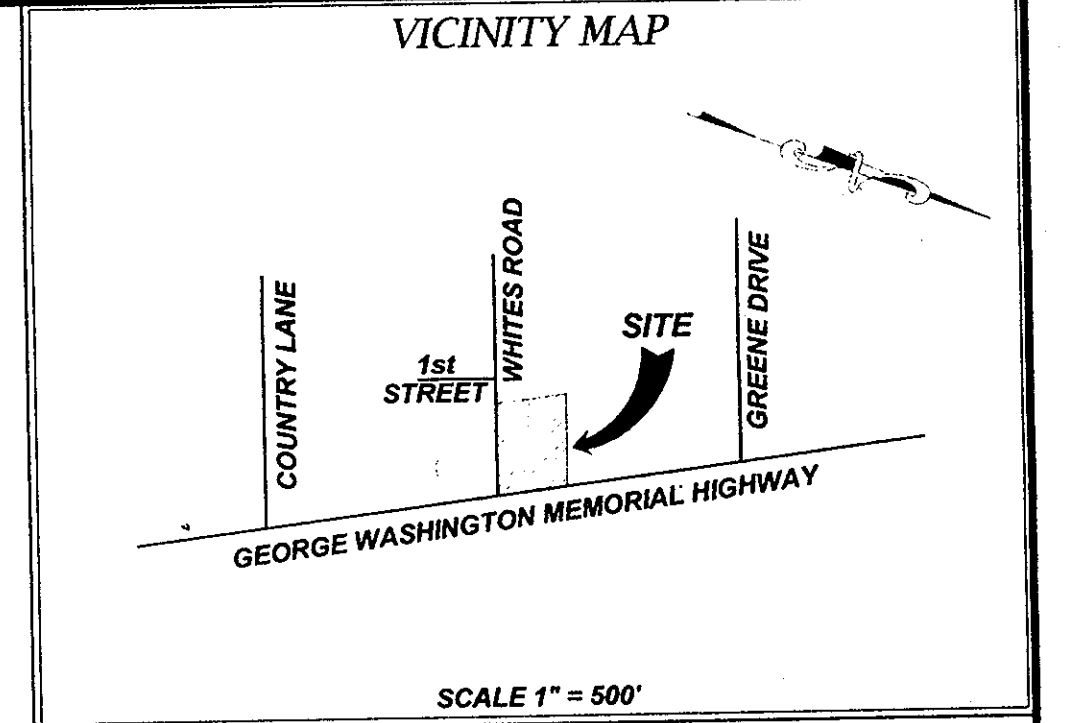 VICINITY MAP
WHITES ROAD
GREENE DRIVE
COUNTRY LANE
SITE
1st
STREET
GEORGE WASHINGTON MEMORIAL HIGHWAY
SCALE 1" = 500'